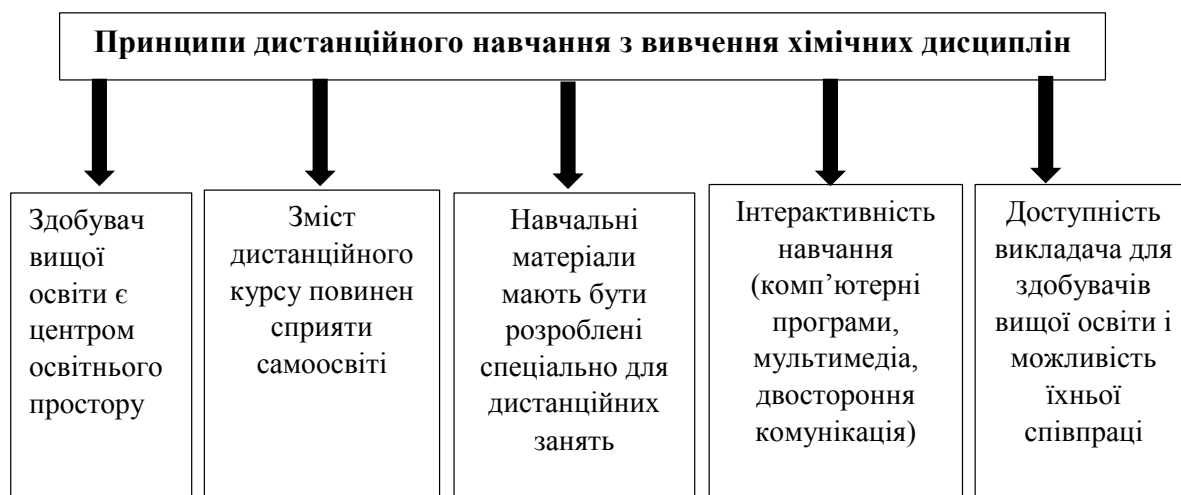 Принципи дистанційного навчання з вивчення хімічних дисциплін
Здобувач
вищої
освіти є
центром
освітнього
простору
Зміст
дистанційного
курсу повинен
сприяти
самоосвіті
Навчальні
матеріали
мають бути
розроблені
спеціально для
дистанційних
занять
Інтерактивність
навчання
(комп’ютерні
програми,
мультимедіа,
двостороння
комунікація)
Доступність
викладача для
здобувачів
вищої освіти і
можливість
їхньої
співпраці